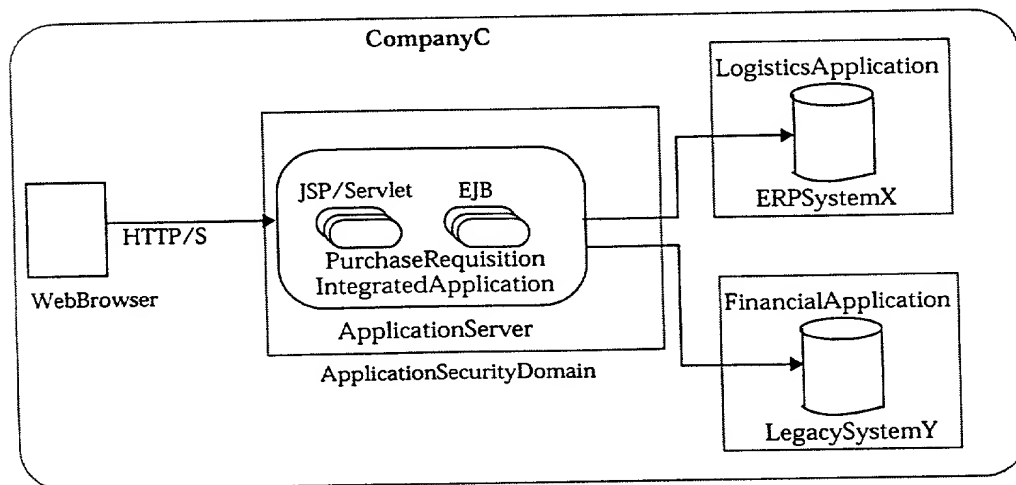 CompanyC
LogisticsApplication
ERPSystemX
JSP/Servlet
EJB
PurchaseRequisition
IntegratedApplication
HTTP/S
WebBrowser
ApplicationServer
ApplicationSecurityDomain
FinancialApplication
LegacySystemY